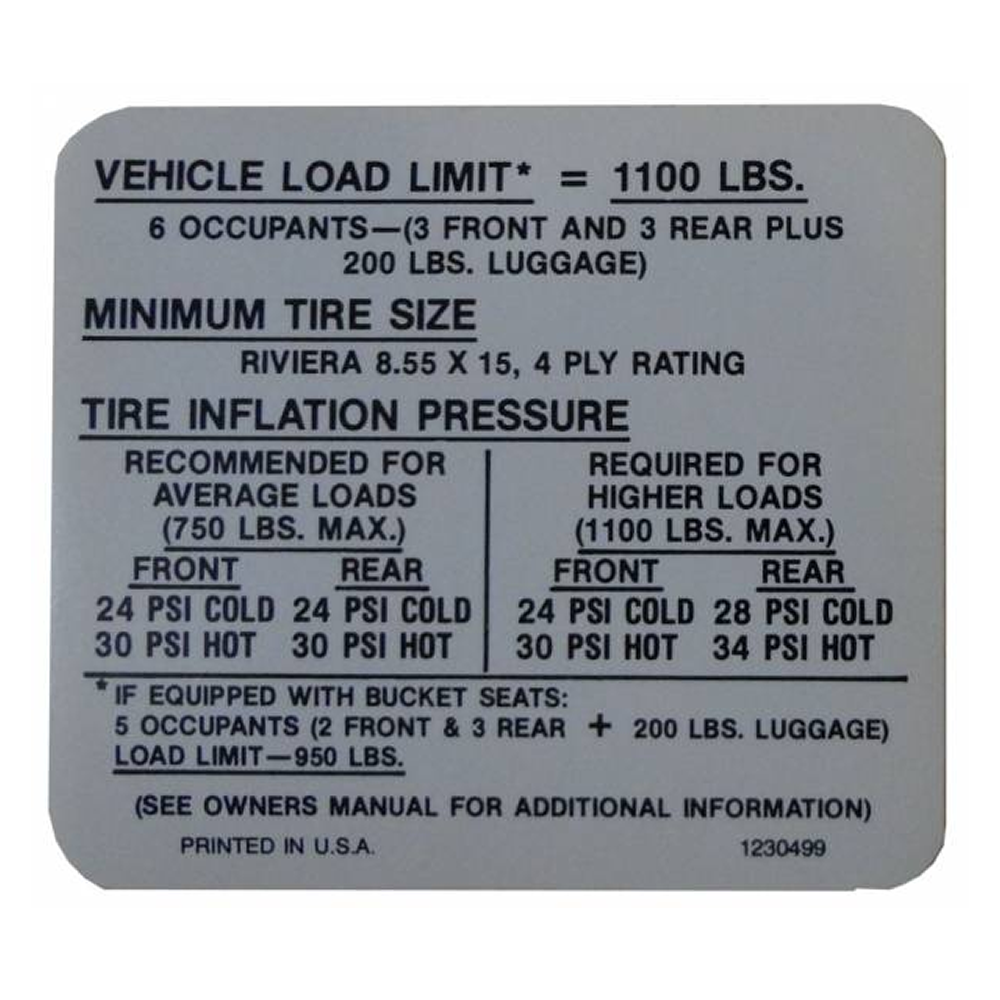 VEHICLE LOAD LIMIT* = 1100 LBS.
6 OCCUPANTS—(3 FRONT AND 3 REAR PLUS
200 LBS. LUGGAGE)
MINIMUM TIRE SIZE
RIVIERA 8.55 X 15, 4 PLY RATING
TIRE INFLATION PRESSURE
RECOMMENDED FOR
AVERAGE LOADS
(750 LBS. MAX.)
FRONT REAR
24 PSI COLD 24 PSI COLD
30 PSI HOT 30 PSI HOT
REQUIRED FOR
HIGHER LOADS
(1100 LBS. MAX.)
FRONT REAR
24 PSI COLD 28 PSI COLD
30 PSI HOT 34 PSI HOT
* IF EQUIPPED WITH BUCKET SEATS:
5 OCCUPANTS (2 FRONT & 3 REAR + 200 LBS. LUGGAGE)
LOAD LIMIT—950 LBS.
(SEE OWNERS MANUAL FOR ADDITIONAL INFORMATION)
PRINTED IN U.S.A. 1230499